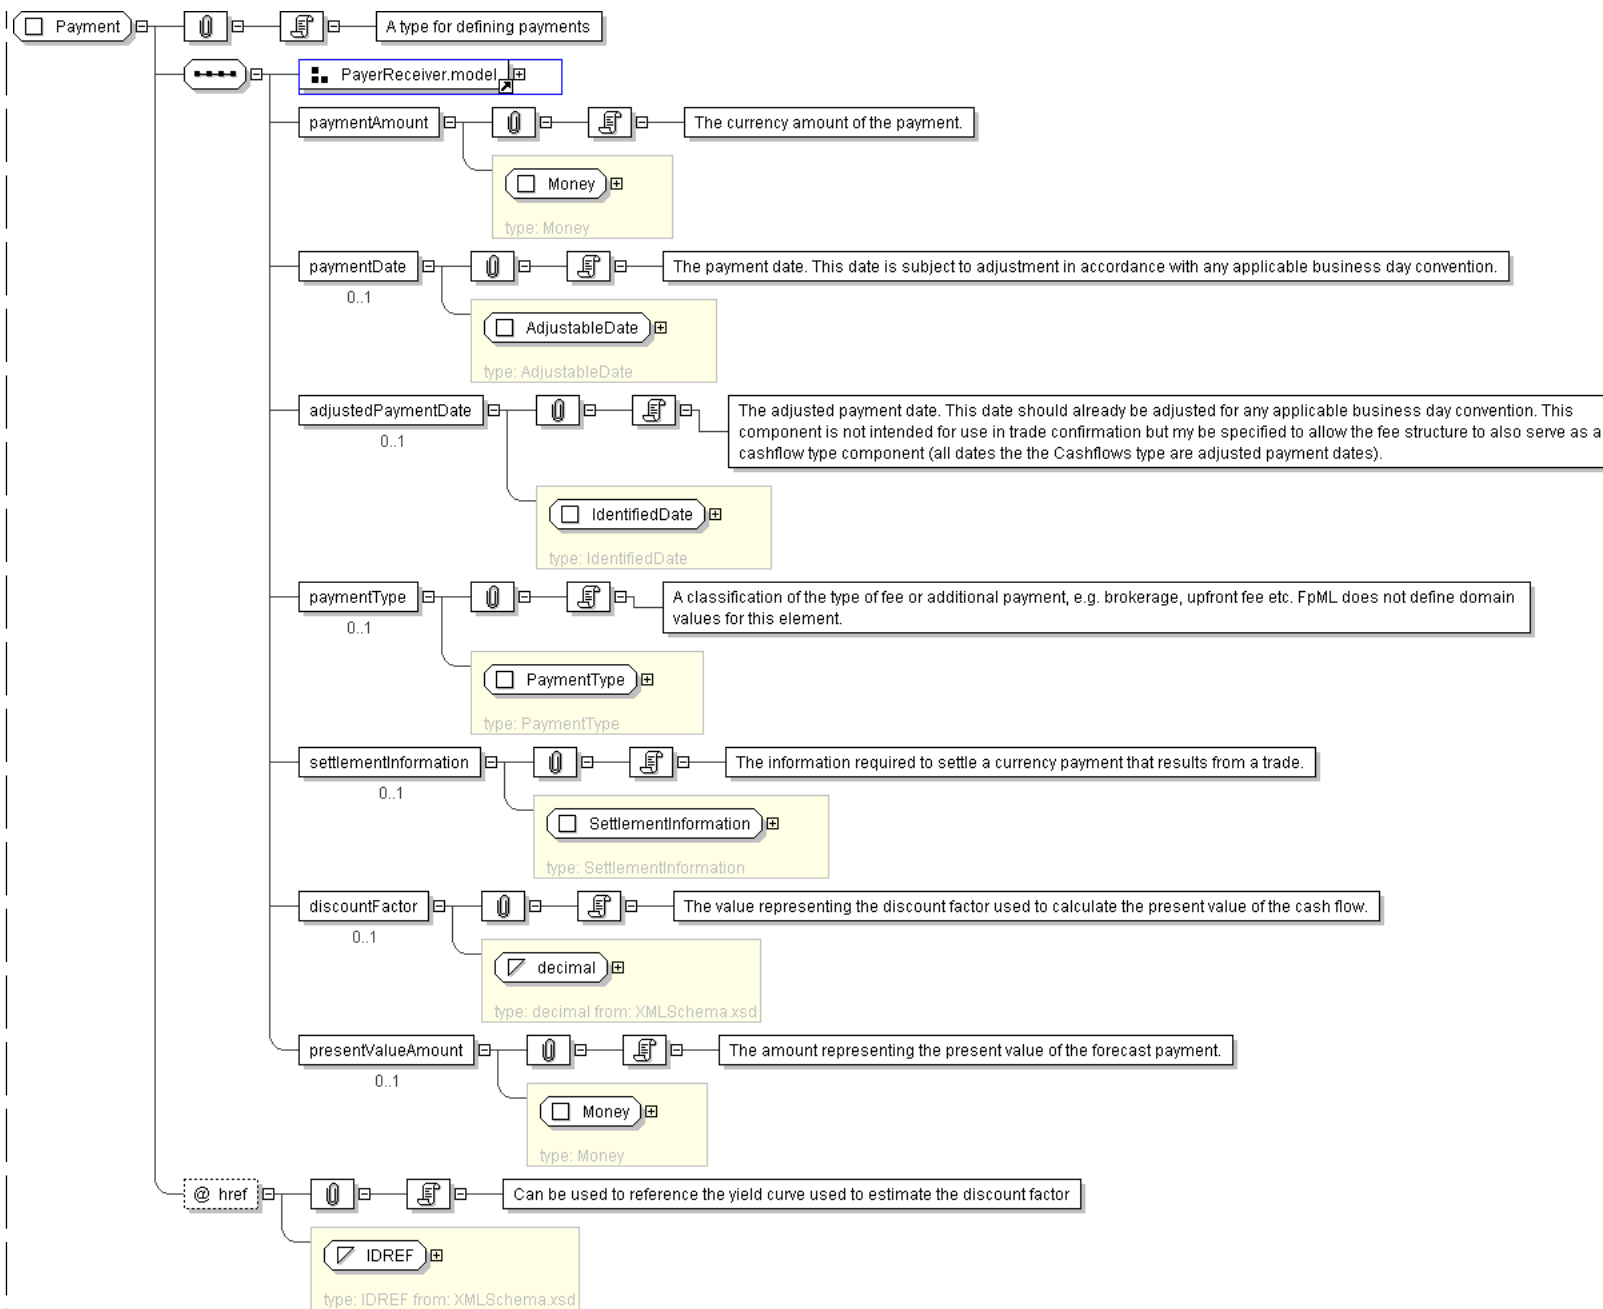 Payment
A type for defining payments
PayerReceiver.model
paymentAmount
The currency amount of the payment.
Money
type: Money
paymentDate
The payment date. This date is subject to adjustment in accordance with any applicable business day convention.
0..1
AdjustableDate
type: AdjustableDate
adjustedPaymentDate
The adjusted payment date. This date should already be adjusted for any applicable business day convention. This
component is not intended for use in trade confirmation but my be specified to allow the fee structure to also serve as a
cashflow type component (all dates the the Cashflows type are adjusted payment dates).
0..1
IdentifiedDate
type: IdentifiedDate
paymentType
A classification of the type of fee or additional payment, e.g. brokerage, upfront fee etc. FpML does not define domain
values for this element.
0..1
PaymentType
type: PaymentType
settlementInformation
The information required to settle a currency payment that results from a trade.
0..1
SettlementInformation
type: SettlementInformation
discountFactor
The value representing the discount factor used to calculate the present value of the cash flow.
0..1
decimal
type: decimal from: XMLSchema.xsd
presentValueAmount
The amount representing the present value of the forecast payment.
0..1
Money
type: Money
@ href
Can be used to reference the yield curve used to estimate the discount factor
IDREF
type: IDREF from: XMLSchema.xsd